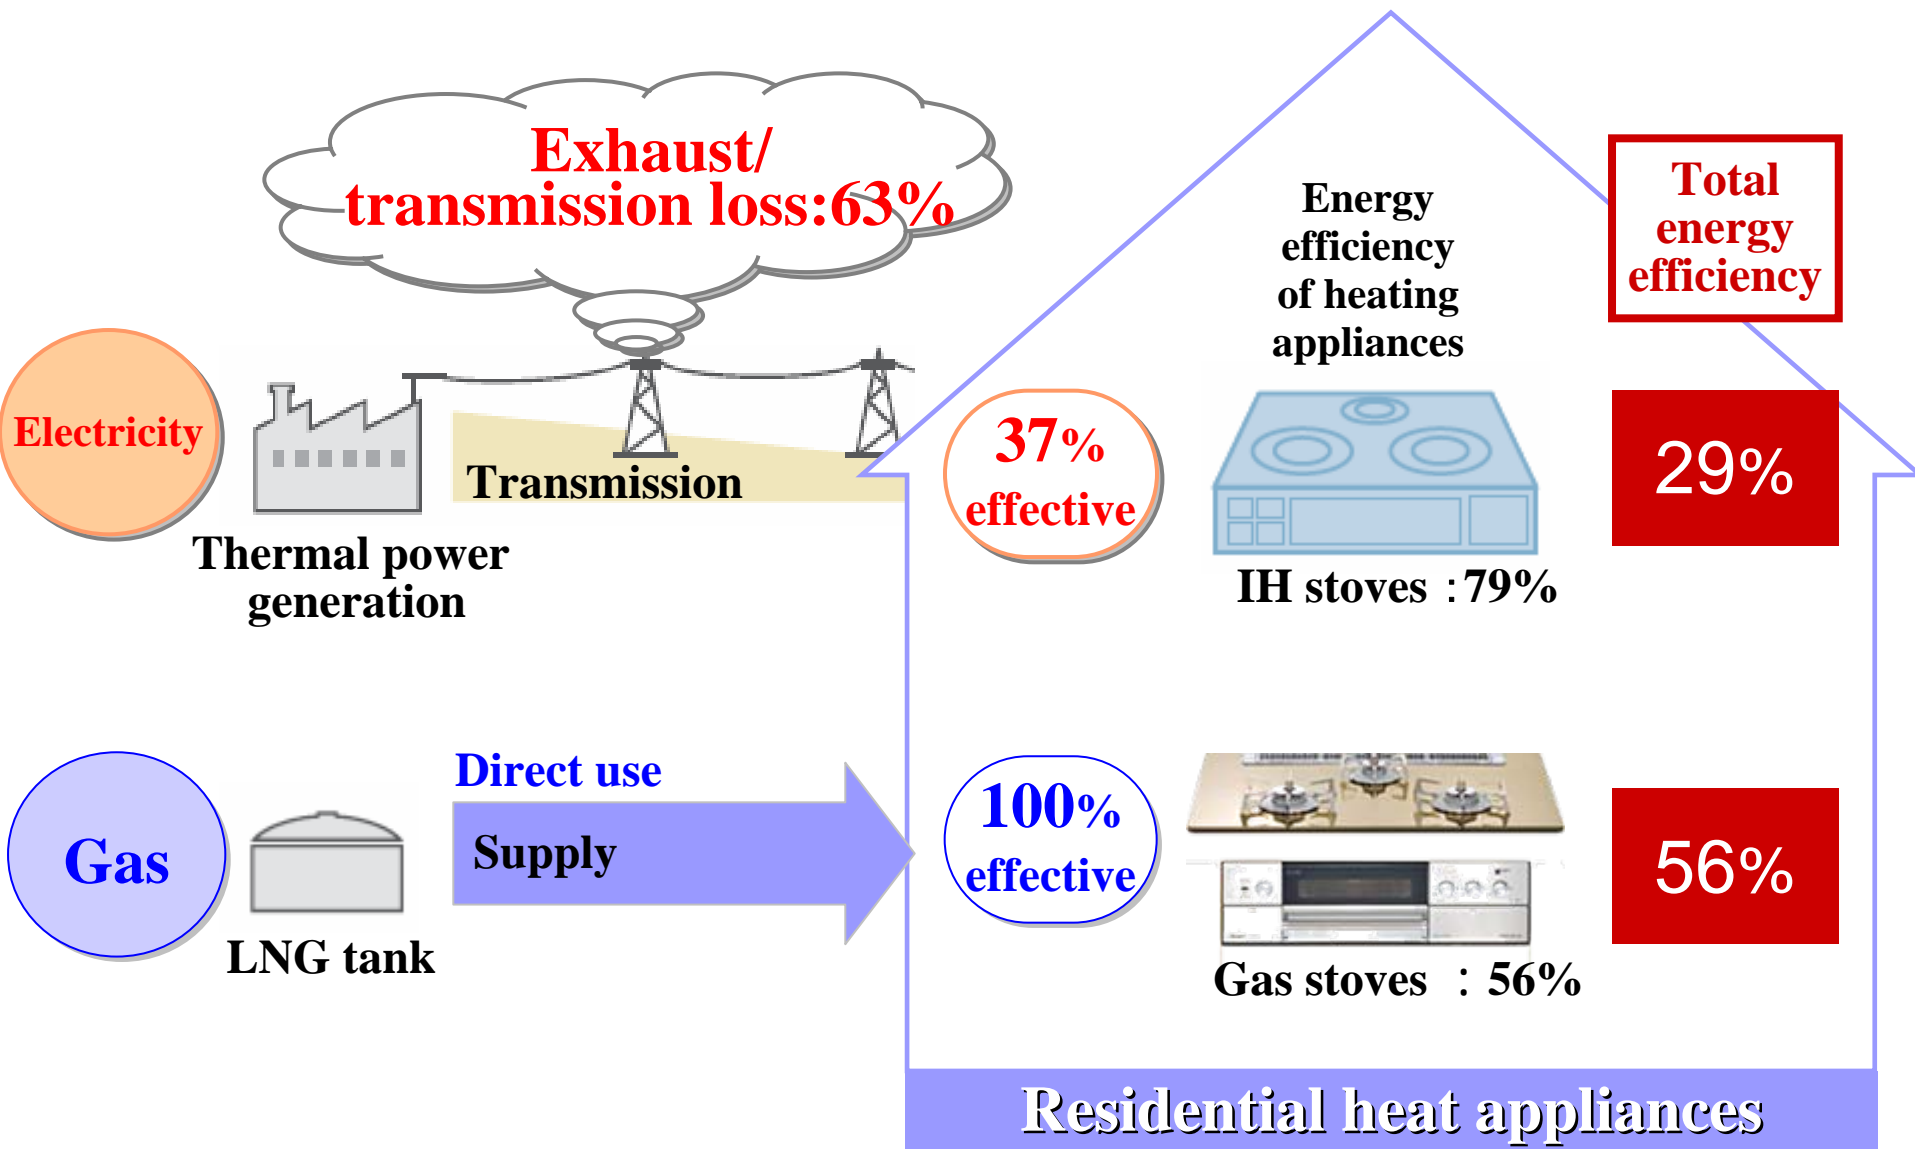 Exhaust/
transmission loss:63%
Energy
efficiency
of heating
appliances
Total
energy
efficiency
Electricity
Transmission
Thermal power
generation
37%
effective
IH stoves : 79%
29%
Gas
LNG tank
Direct use
Supply
100%
effective
Gas stoves : 56%
56%
Residential heat appliances